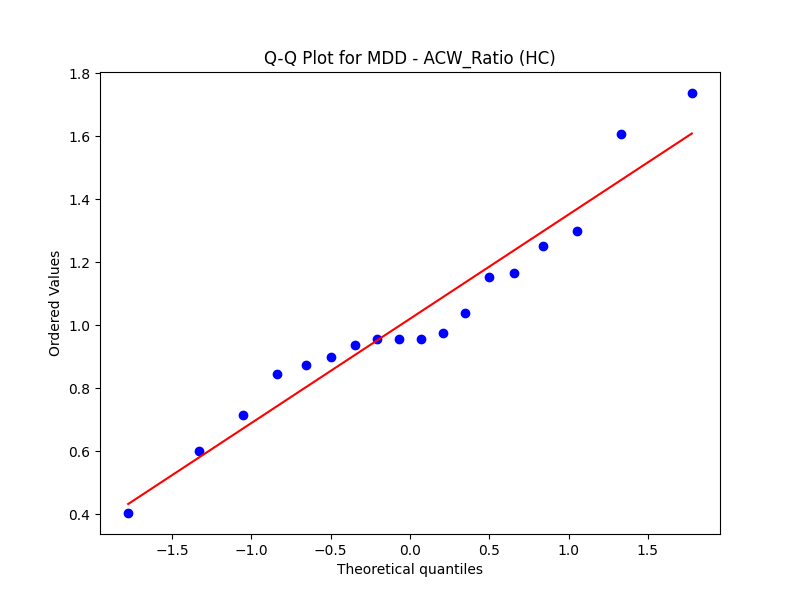 Q-Q Plot for MDD - ACW_Ratio (HC)
1.8
1.6
1.4
1.2
1.0
0.8
0.6
0.4
Ordered Values
−1.5 −1.0 −0.5 0.0 0.5 1.0 1.5
Theoretical quantiles